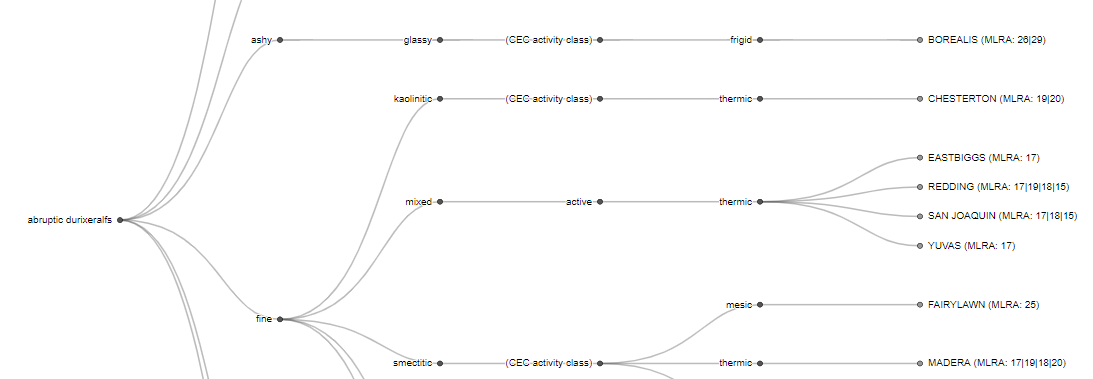 ashy glassy (CEC activity class) frigid BOREALIS (MLRA: 26|29)
kaolinitic (CEC activity class) thermic CHESTERTON (MLRA: 19|20)
EASTBIGGS (MLRA: 17)
REDDING (MLRA: 17|19|18|15)
mixed active thermic
SAN JOAQUIN (MLRA: 17|18|15)
abruptic durixeralfs
YUVAS (MLRA: 17)
mesic FAIRYLAWN (MLRA: 25)
fine
smectitic (CEC activity class) thermic MADERA (MLRA: 17|19|18|20)